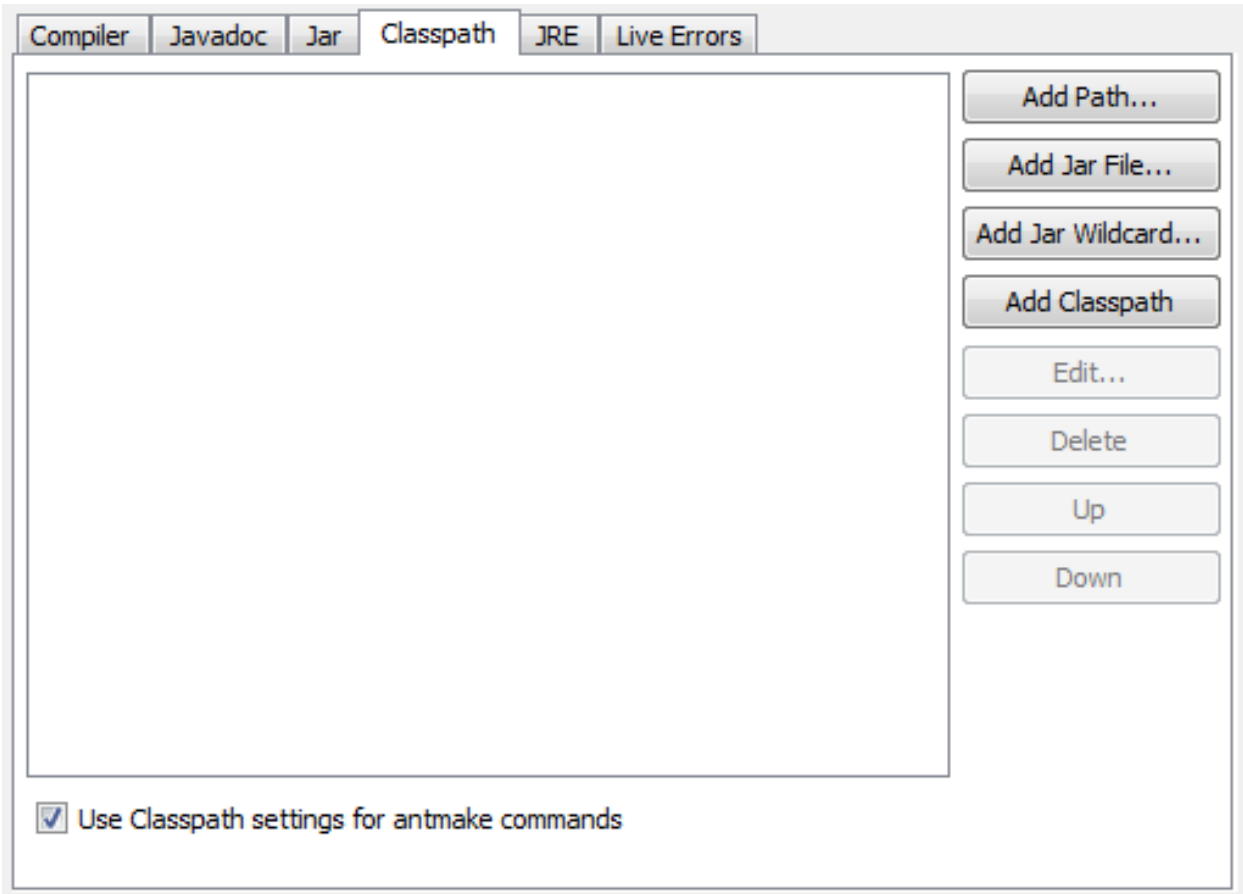 Compiler Javadoc Jar Classpath JRE Live Errors
Add Path...
Add Jar File...
Add Jar Wildcard...
Add Classpath
Edit...
Delete
Up
Down
Use Classpath settings for antmake commands